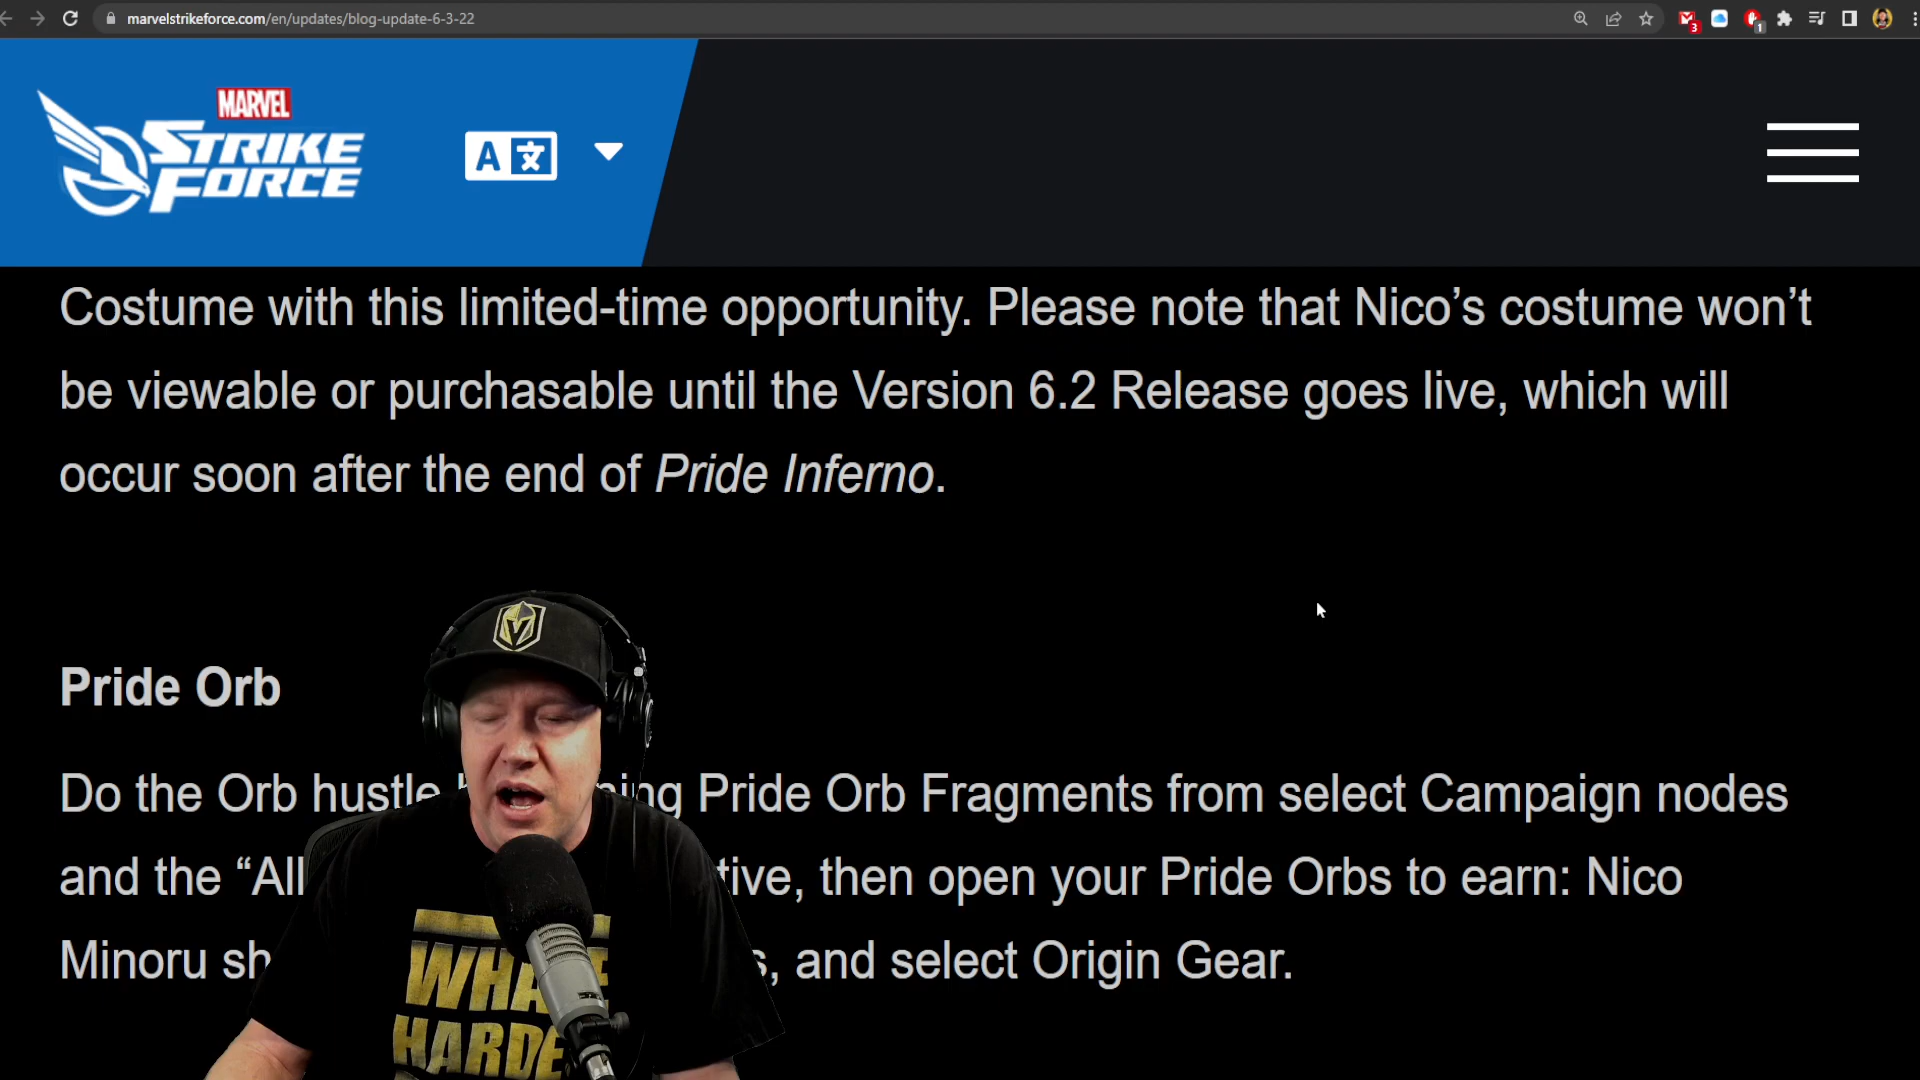 marvelstrikeforce.com/en/updates/blog-update-6-3-22
3
1
MARVEL
STRIKE
FORCE
A 文
Costume with this limited-time opportunity. Please note that Nico’s costume won’t
be viewable or purchasable until the Version 6.2 Release goes live, which will
occur soon after the end of Pride Inferno.
Pride Orb
Do the Orb hustle Pride Orb Fragments from select Campaign nodes
and the “All tive, then open your Pride Orbs to earn: Nico
Minoru sh s, and select Origin Gear.
WHA
HARDE